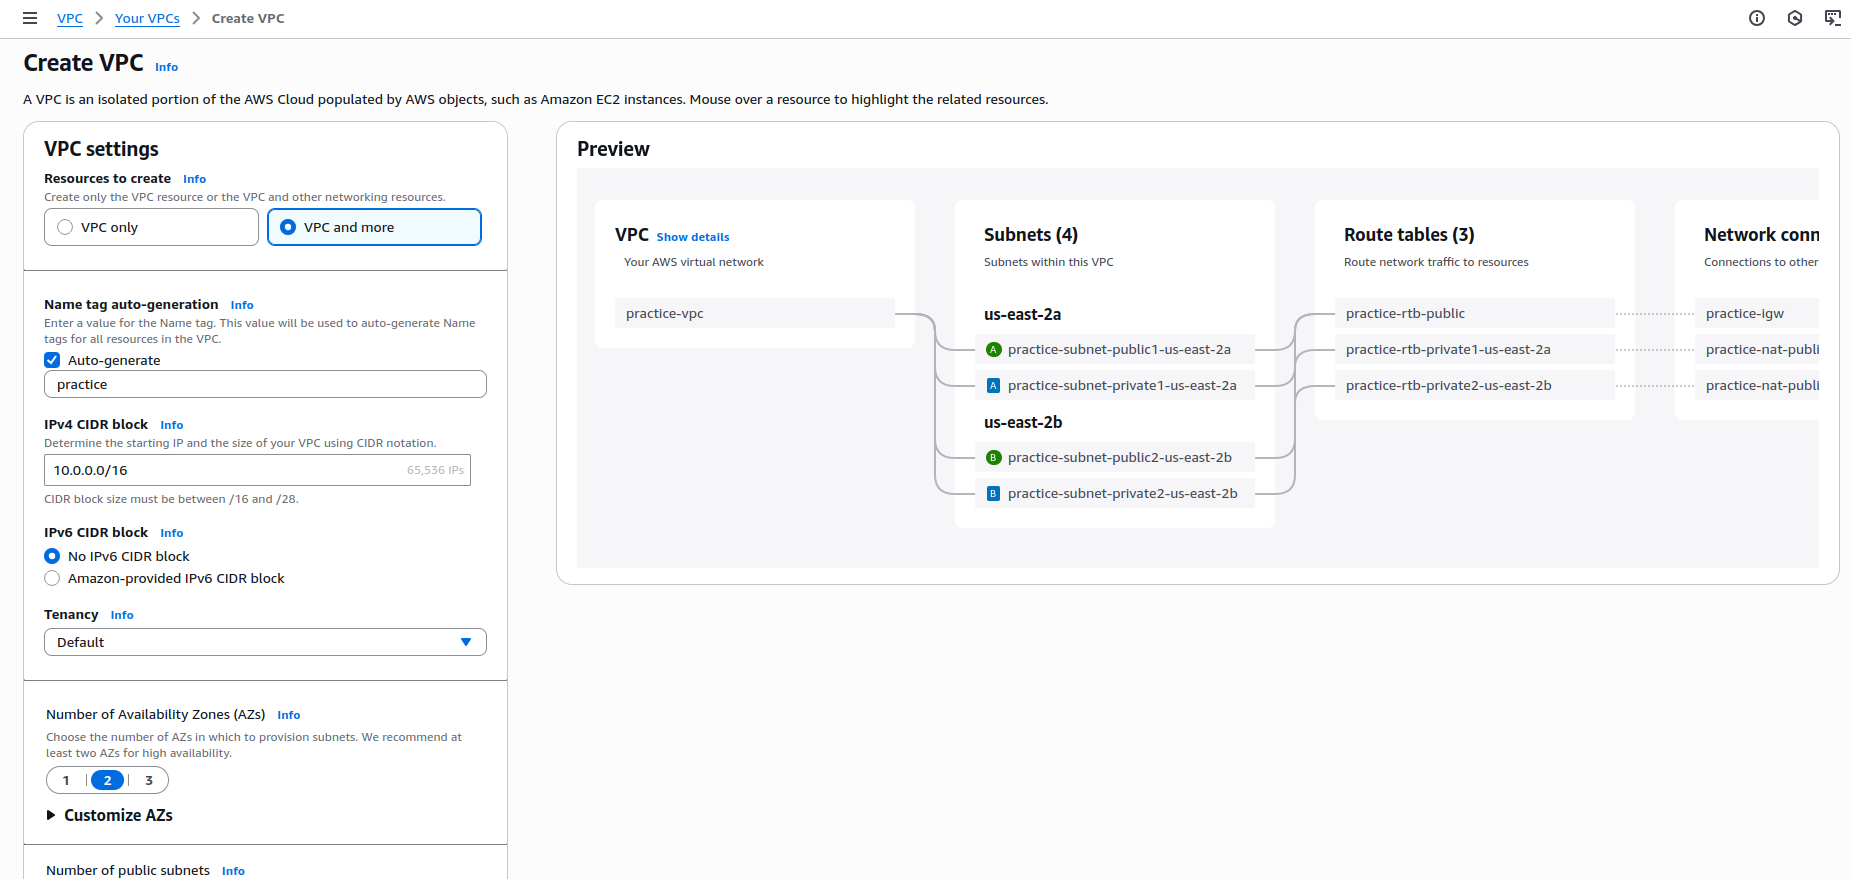 VPC > Your VPCs > Create VPC
Create VPC Info
A VPC is an isolated portion of the AWS Cloud populated by AWS objects, such as Amazon EC2 instances. Mouse over a resource to highlight the related resources.
VPC settings
Resources to create Info
Create only the VPC resource or the VPC and other networking resources.
VPC only
VPC and more
Name tag auto-generation Info
Enter a value for the Name tag. This value will be used to auto-generate Name
tags for all resources in the VPC.
Auto-generate
practice
IPv4 CIDR block Info
Determine the starting IP and the size of your VPC using CIDR notation.
10.0.0.0/16 65,536 IPs
CIDR block size must be between /16 and /28.
IPv6 CIDR block Info
No IPv6 CIDR block
Amazon-provided IPv6 CIDR block
Tenancy Info
Default
Number of Availability Zones (AZs) Info
Choose the number of AZs in which to provision subnets. We recommend at
least two AZs for high availability.
1 2 3
Customize AZs
Number of public subnets Info
Preview
VPC Show details
Your AWS virtual network
practice-vpc
Subnets (4)
Subnets within this VPC
us-east-2a
A practice-subnet-public1-us-east-2a
A practice-subnet-private1-us-east-2a
us-east-2b
B practice-subnet-public2-us-east-2b
B practice-subnet-private2-us-east-2b
Route tables (3)
Route network traffic to resources
practice-rtb-public
practice-rtb-private1-us-east-2a
practice-rtb-private2-us-east-2b
Network conn
Connections to other
practice-igw
practice-nat-publi
practice-nat-publi